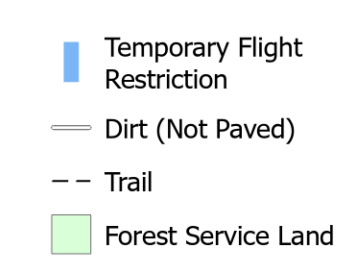 Temporary Flight
Restriction
Dirt (Not Paved)
Trail
Forest Service Land